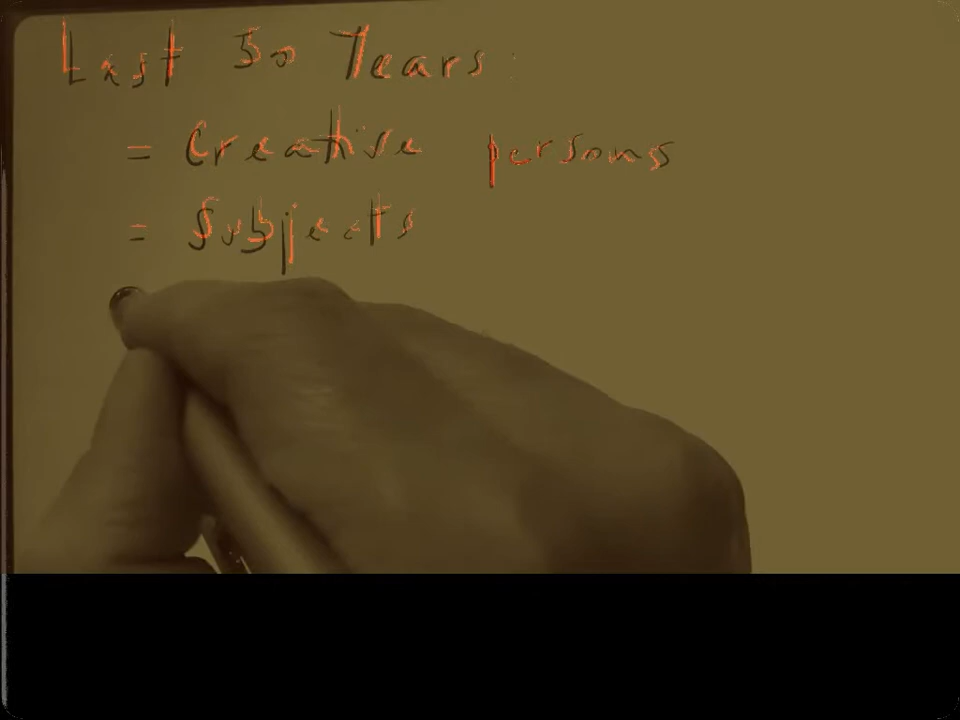 Last 50 Years:
= Creative persons
= Subjects